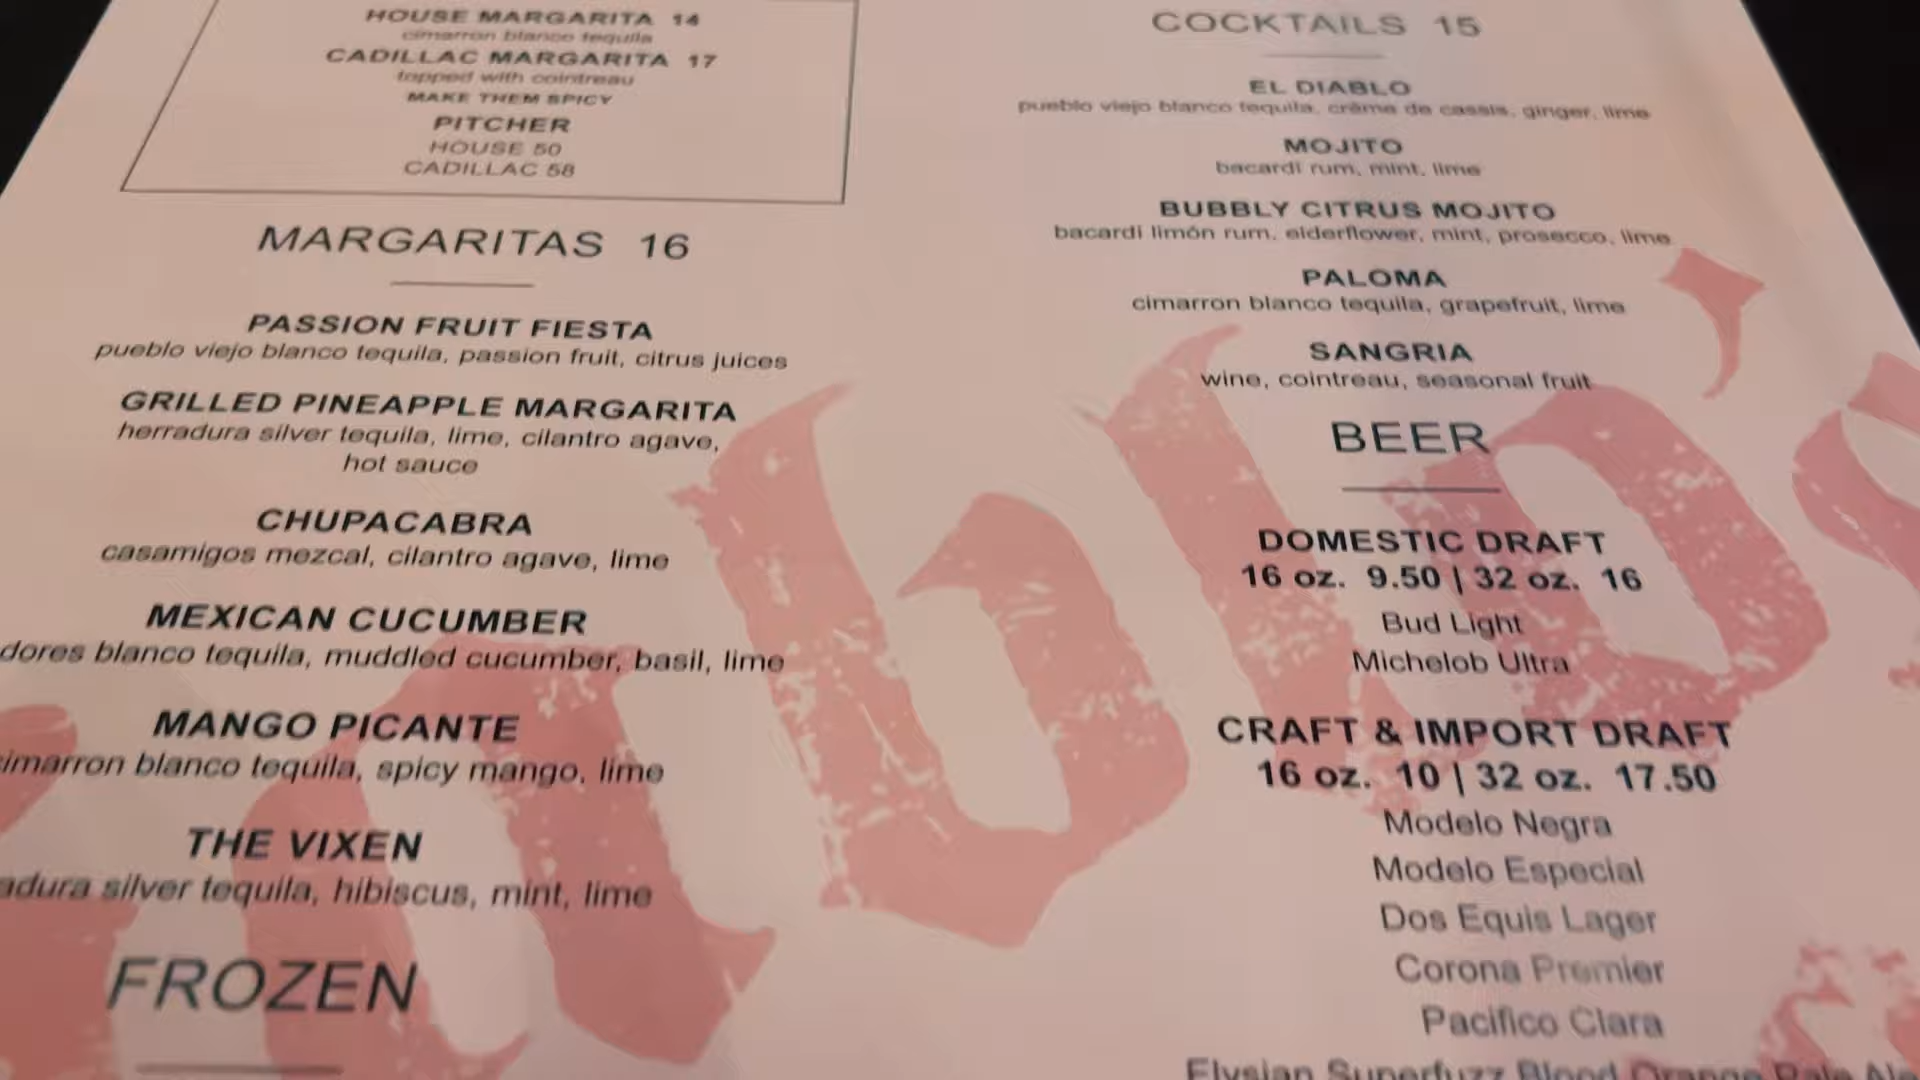 HOUSE MARGARITA 14
cimarron blanco tequila
CADILLAC MARGARITA 17
topped with cointreau
MAKE THEM SPICY
PITCHER
HOUSE 50
CADILLAC 58
MARGARITAS 16
PASSION FRUIT FIESTA
pueblo viejo blanco tequila, passion fruit, citrus juices
GRILLED PINEAPPLE MARGARITA
herradura silver tequila, lime, cilantro agave,
hot sauce
CHUPACABRA
casamigos mezcal, cilantro agave, lime
MEXICAN CUCUMBER
dores blanco tequila, muddled cucumber, basil, lime
MANGO PICANTE
imarron blanco tequila, spicy mango, lime
THE VIXEN
adura silver tequila, hibiscus, mint, lime
FROZEN
COCKTAILS 15
EL DIABLO
pueblo viejo blanco tequila, crème de cassis, ginger, lime
MOJITO
bacardi rum, mint, lime
BUBBLY CITRUS MOJITO
bacardi limón rum, elderflower, mint, prosecco, lime
PALOMA
cimarron blanco tequila, grapefruit, lime
SANGRIA
wine, cointreau, seasonal fruit
BEER
DOMESTIC DRAFT
16 oz. 9.50 | 32 oz. 16
Bud Light
Michelob Ultra
CRAFT & IMPORT DRAFT
16 oz. 10 | 32 oz. 17.50
Modelo Negra
Modelo Especial
Dos Equis Lager
Corona Premier
Pacifico Clara
Elysian Superfuzz Blood Orange Pale Ale